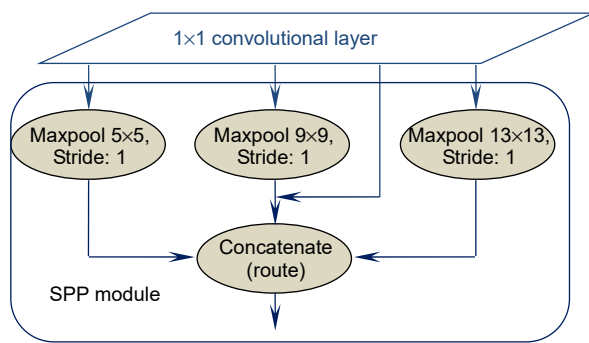 1×1 convolutional layer
Maxpool 5×5,
Stride: 1
Maxpool 9×9,
Stride: 1
Maxpool 13×13,
Stride: 1
Concatenate
(route)
SPP module